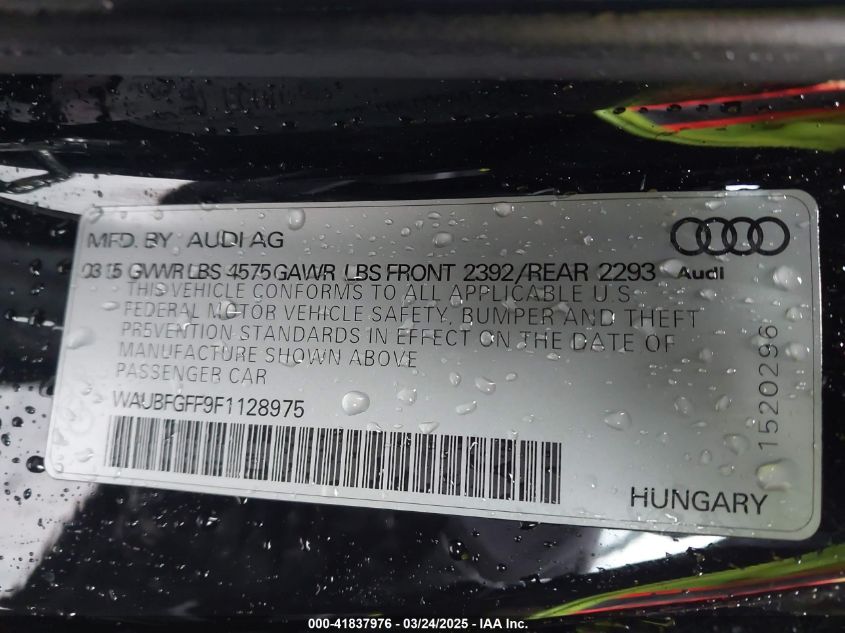 MFD. BY AUDI AG
0315 GVWR LBS 4575 GAWR LBS FRONT 2392/REAR 2293
Audi
THIS VEHICLE CONFORMS TO ALL APPLICABLE U.S.
FEDERAL MOTOR VEHICLE SAFETY, BUMPER AND THEFT
PREVENTION STANDARDS IN EFFECT ON THE DATE OF
MANUFACTURE SHOWN ABOVE
PASSENGER CAR
WAUBFGFF9F1128975
1520296
HUNGARY
000-41837976 - 03/24/2025 - IAA Inc.